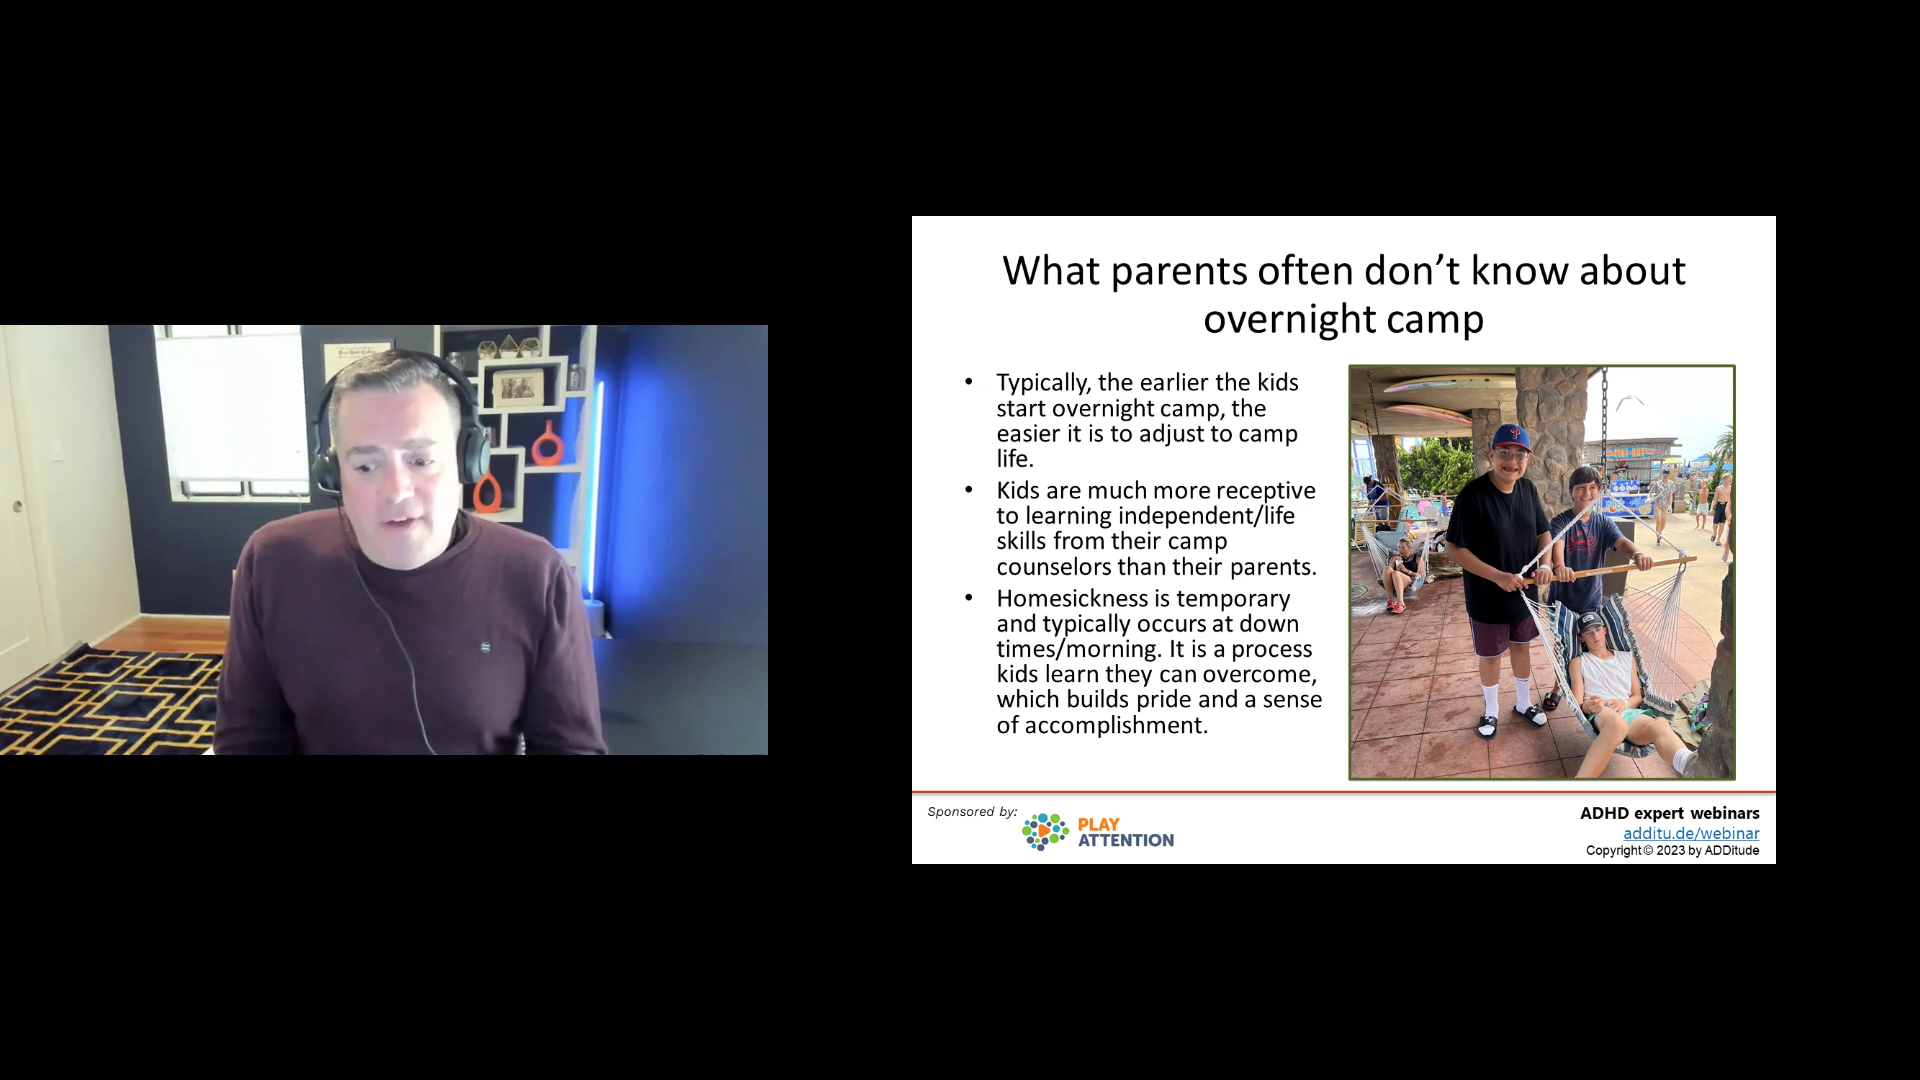 What parents often don’t know about
overnight camp
• Typically, the earlier the kids
start overnight camp, the
easier it is to adjust to camp
life.
• Kids are much more receptive
to learning independent/life
skills from their camp
counselors than their parents.
• Homesickness is temporary
and typically occurs at down
times/morning. It is a process
kids learn they can overcome,
which builds pride and a sense
of accomplishment.
Sponsored by:
PLAY
ATTENTION
ADHD expert webinars
additu.de/webinar
Copyright © 2023 by ADDitude